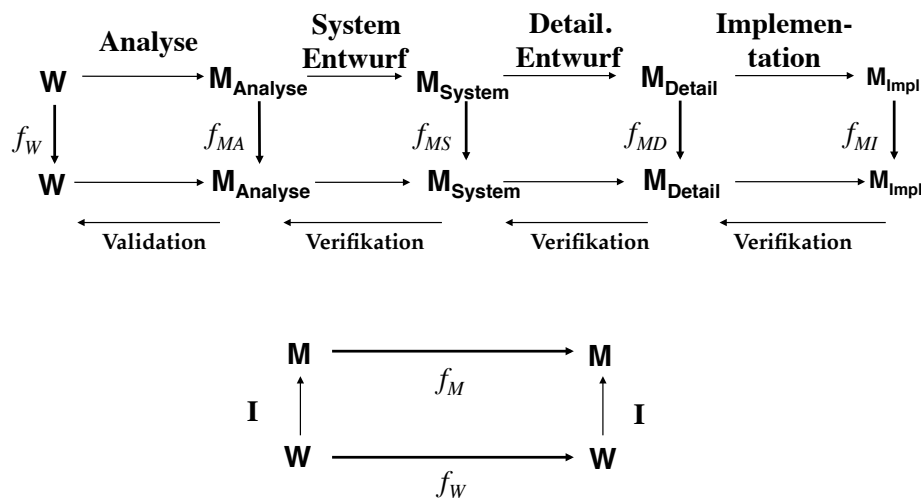 Analyse
System
Entwurf
Detail.
Entwurf
Implemen-
tation
W M_Analyse M_System M_Detail M_Impl
f_W f_MA f_MS f_MD f_MI
W M_Analyse M_System M_Detail M_Impl
Validation Verifikation Verifikation Verifikation
M M
f_M
I I
W W
f_W